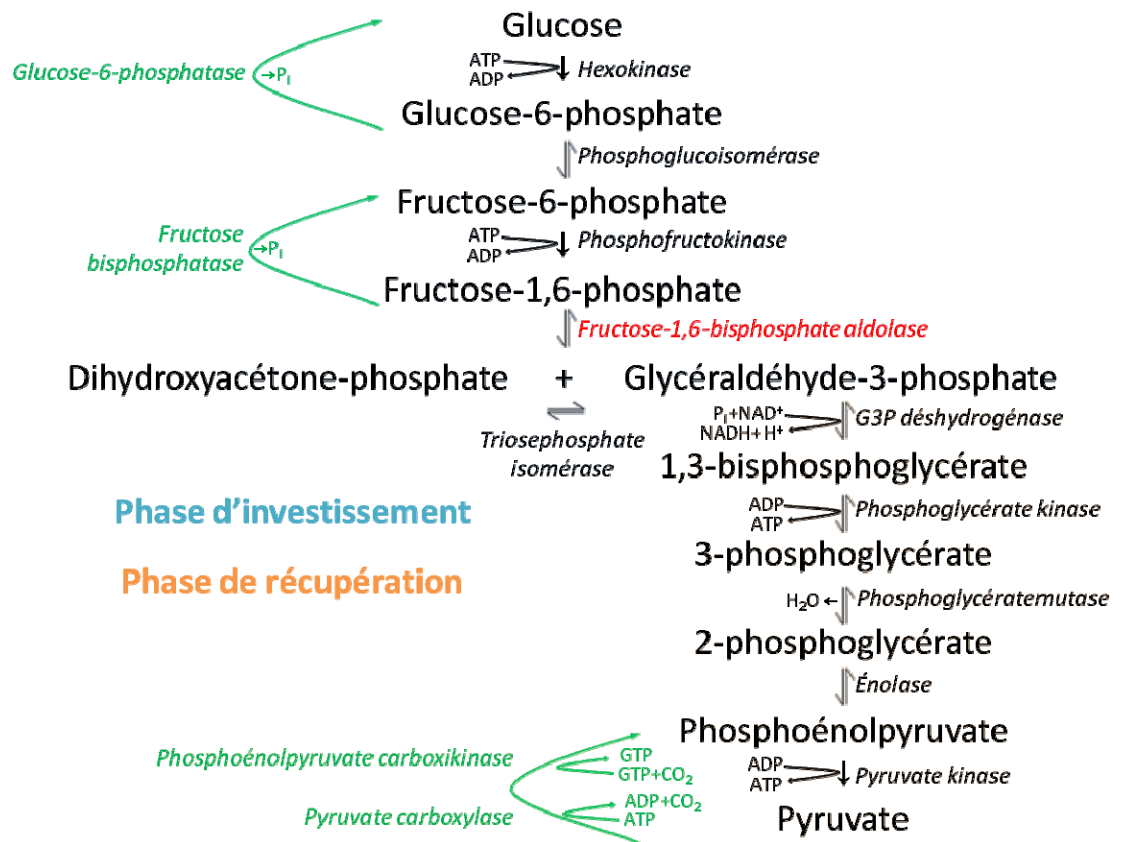 Glucose
ATP
ADP
Hexokinase
Glucose-6-phosphatase
→Pi
Glucose-6-phosphate
Phosphoglucoisomérase
Fructose-6-phosphate
Fructose
bisphosphatase
→Pi
ATP
ADP
Phosphofructokinase
Fructose-1,6-phosphate
Fructose-1,6-bisphosphate aldolase
Dihydroxyacétone-phosphate + Glycéraldéhyde-3-phosphate
Triosephosphate
isomérase
Pi+NAD⁺
NADH+ H⁺
G3P déshydrogénase
1,3-bisphosphoglycérate
Phase d’investissement
ADP
ATP
Phosphoglycérate kinase
3-phosphoglycérate
Phase de récupération
H₂O ←
Phosphoglycératemutase
2-phosphoglycérate
Énolase
Phosphoénolpyruvate
Phosphoénolpyruvate carboxikinase
GTP
GTP+CO₂
ADP
ATP
Pyruvate kinase
Pyruvate carboxylase
ADP+CO₂
ATP
Pyruvate